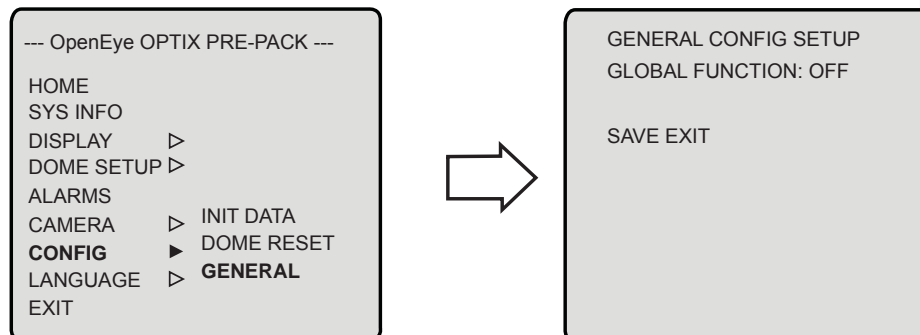 --- OpenEye OPTIX PRE-PACK ---
HOME
SYS INFO
DISPLAY ▷
DOME SETUP ▷
ALARMS
CAMERA ▷
CONFIG ►
LANGUAGE ▷
EXIT
INIT DATA
DOME RESET
GENERAL
GENERAL CONFIG SETUP
GLOBAL FUNCTION: OFF
SAVE EXIT